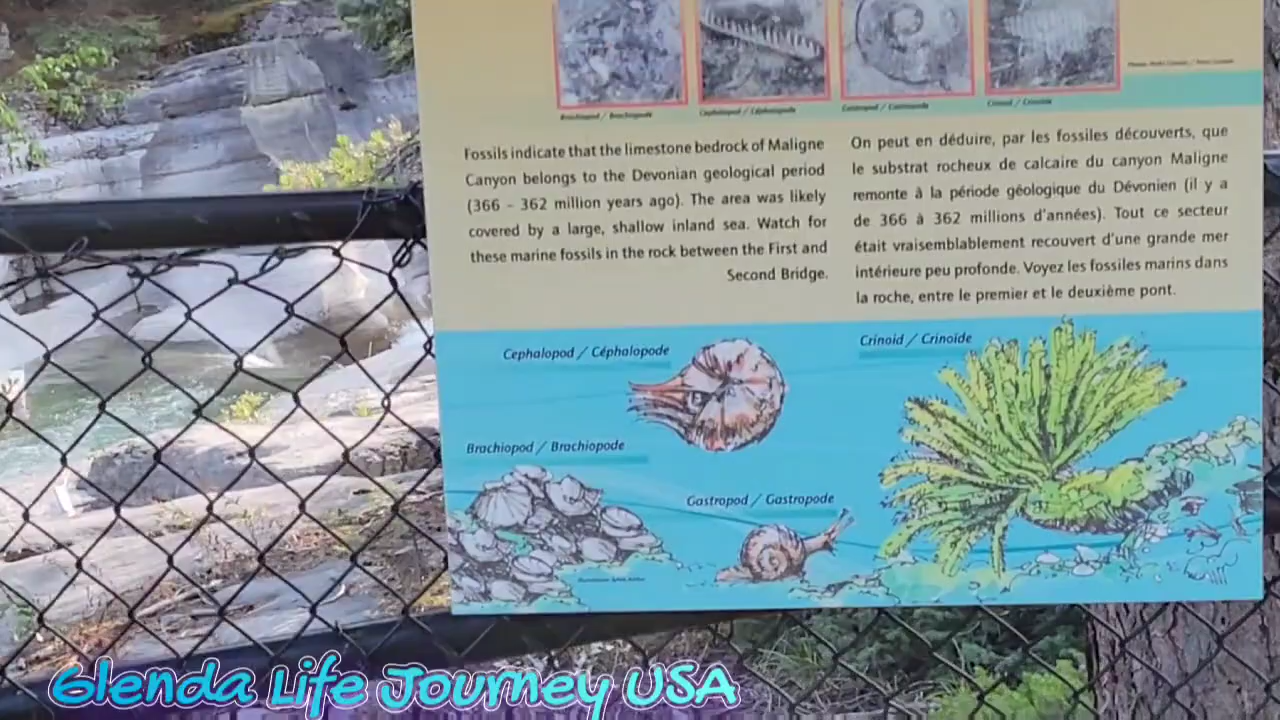 Brachiopod / Brachiopode
Cephalopod / Céphalopode
Gastropod / Gastropode
Crinoid / Crinoïde
Fossils indicate that the limestone bedrock of Maligne
Canyon belongs to the Devonian geological period
(366 – 362 million years ago). The area was likely
covered by a large, shallow inland sea. Watch for
these marine fossils in the rock between the First and
Second Bridge.
On peut en déduire, par les fossiles découverts, que
le substrat rocheux de calcaire du canyon Maligne
remonte à la période géologique du Dévonien (il y a
de 366 à 362 millions d'années). Tout ce secteur
était vraisemblablement recouvert d'une grande mer
intérieure peu profonde. Voyez les fossiles marins dans
la roche, entre le premier et le deuxième pont.
Cephalopod / Céphalopode
Crinoid / Crinoïde
Brachiopod / Brachiopode
Gastropod / Gastropode
Glenda Life Journey USA